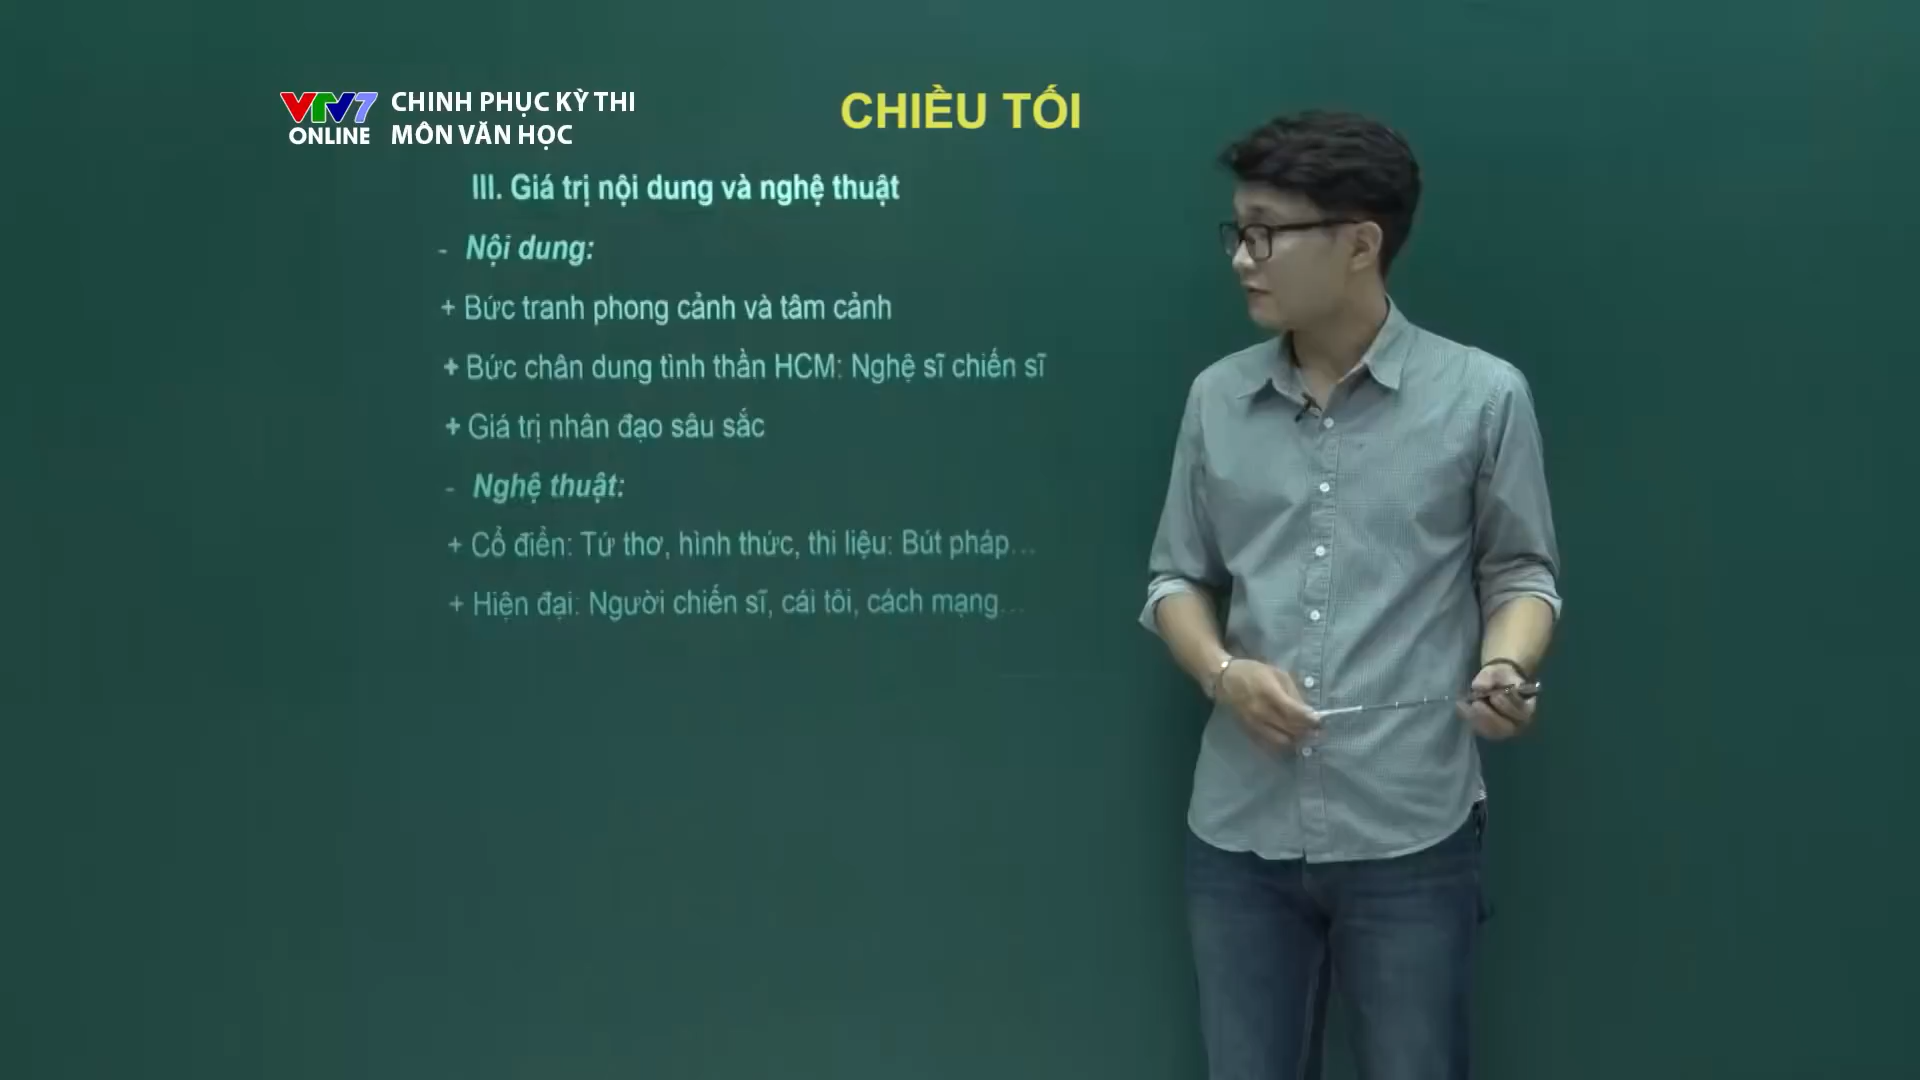 VTV7 ONLINE
CHINH PHỤC KỲ THI
MÔN VĂN HỌC
CHIỀU TỐI
III. Giá trị nội dung và nghệ thuật
- Nội dung:
+ Bức tranh phong cảnh và tâm cảnh
+ Bức chân dung tình thần HCM: Nghệ sĩ chiến sĩ
+ Giá trị nhân đạo sâu sắc
- Nghệ thuật:
+ Cổ điển: Tứ thơ, hình thức, thi liệu: Bút pháp...
+ Hiện đại: Người chiến sĩ, cái tôi, cách mạng...